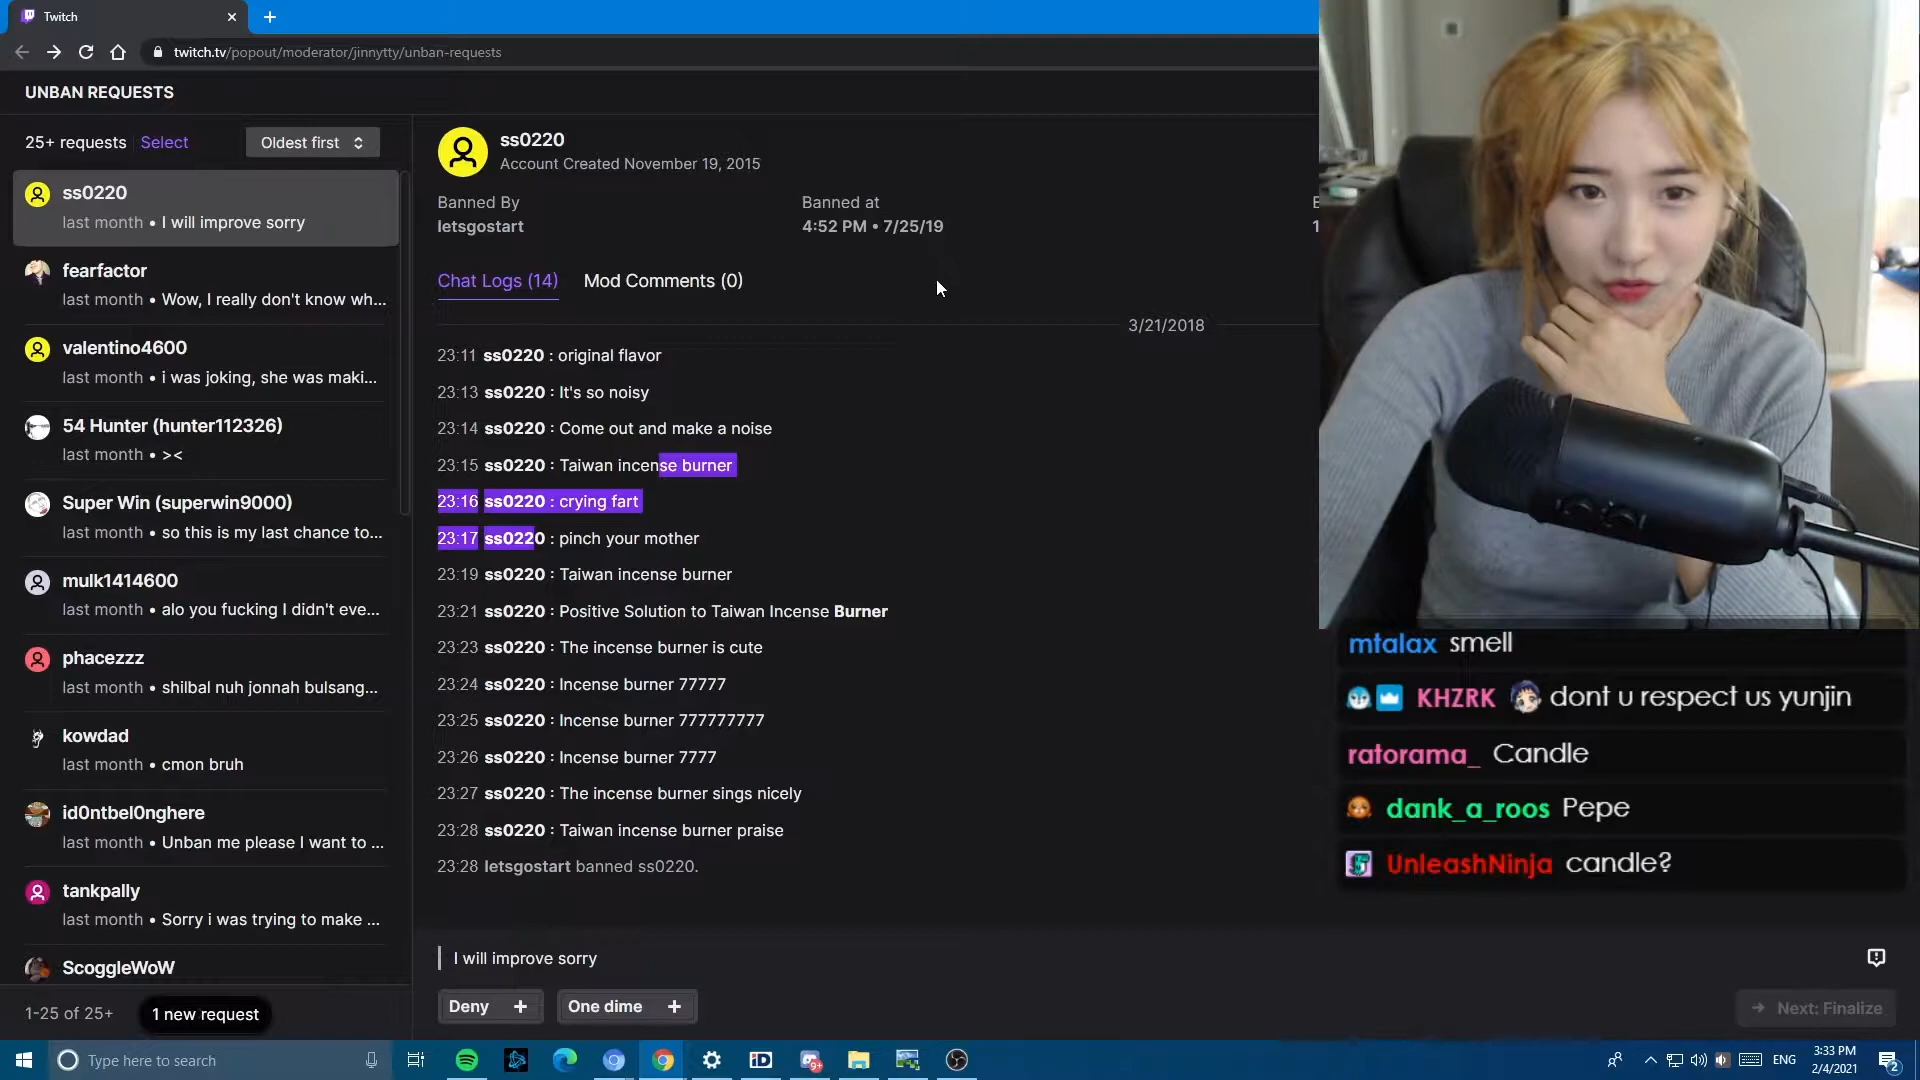 Twitch
twitch.tv/popout/moderator/jinnytty/unban-requests
UNBAN REQUESTS
25+ requests Select Oldest first
ss0220
last month • I will improve sorry
fearfactor
last month • Wow, I really don't know wh...
valentino4600
last month • i was joking, she was maki...
54 Hunter (hunter112326)
last month • ><
Super Win (superwin9000)
last month • so this is my last chance to...
mulk1414600
last month • alo you fucking I didn't eve...
phacezzz
last month • shilbal nuh jonnah bulsang...
kowdad
last month • cmon bruh
id0ntbel0nghere
last month • Unban me please I want to ...
tankpally
last month • Sorry i was trying to make ...
ScoggleWoW
1-25 of 25+ 1 new request
ss0220
Account Created November 19, 2015
Banned By Banned at
letsgostart 4:52 PM • 7/25/19
Chat Logs (14) Mod Comments (0)
3/21/2018
23:11 ss0220 : original flavor
23:13 ss0220 : It's so noisy
23:14 ss0220 : Come out and make a noise
23:15 ss0220 : Taiwan incense burner
23:16 ss0220 : crying fart
23:17 ss0220 : pinch your mother
23:19 ss0220 : Taiwan incense burner
23:21 ss0220 : Positive Solution to Taiwan Incense Burner
23:23 ss0220 : The incense burner is cute
23:24 ss0220 : Incense burner 77777
23:25 ss0220 : Incense burner 777777777
23:26 ss0220 : Incense burner 7777
23:27 ss0220 : The incense burner sings nicely
23:28 ss0220 : Taiwan incense burner praise
23:28 letsgostart banned ss0220.
I will improve sorry
Deny + One dime +
Next: Finalize
mtalax smell
KHZRK dont u respect us yunjin
ratorama_ Candle
dank_a_roos Pepe
UnleashNinja candle?
Type here to search
iD
9+
ENG
3:33 PM
2/4/2021
2